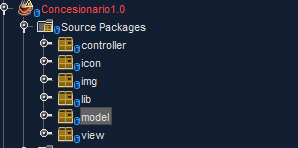 Concesionario1.0
Source Packages
controller
icon
img
lib
model
view